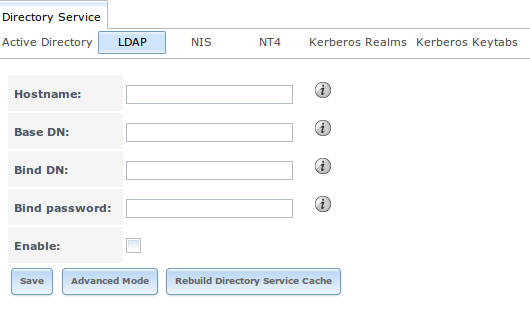 Directory Service
Active Directory LDAP NIS NT4 Kerberos Realms Kerberos Keytabs
Hostname: i
Base DN: i
Bind DN: i
Bind password: i
Enable:
Save Advanced Mode Rebuild Directory Service Cache